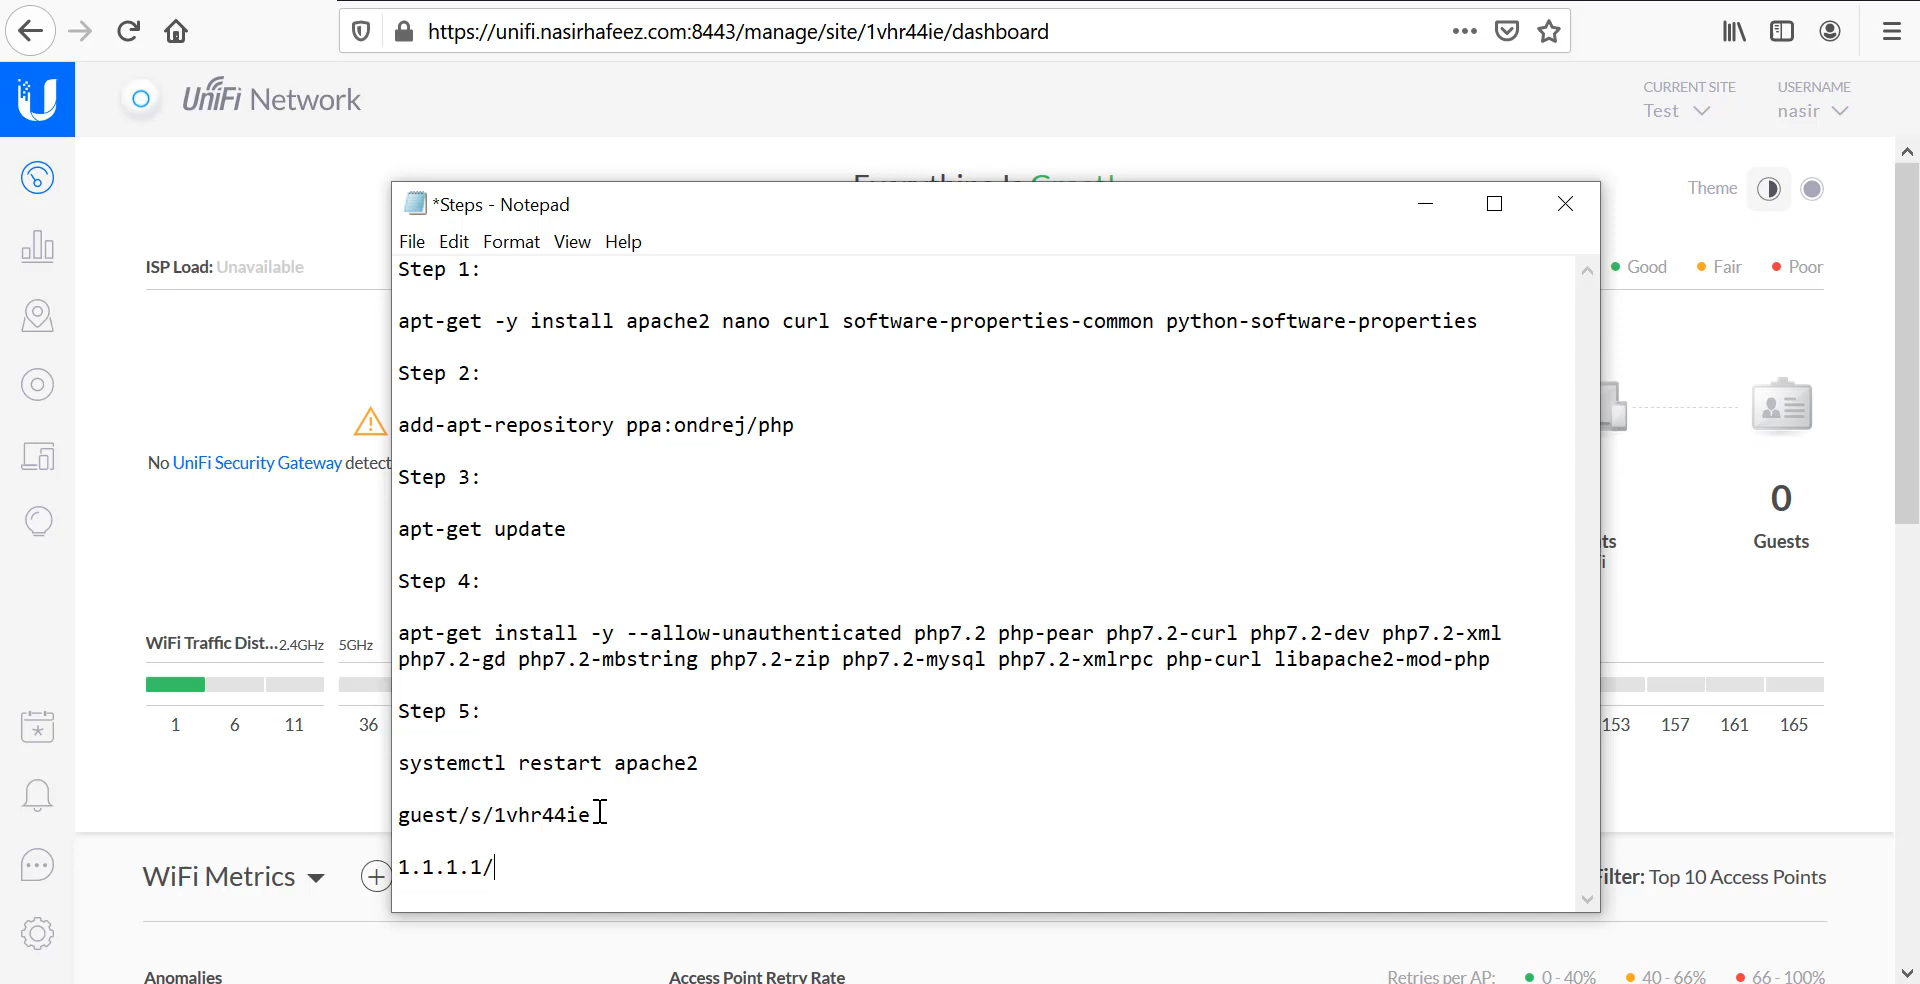 https://unifi.nasirhafeez.com:8443/manage/site/1vhr44ie/dashboard
UniFi Network
CURRENT SITE
Test
USERNAME
nasir
Theme
*Steps - Notepad
File Edit Format View Help
Step 1:
apt-get -y install apache2 nano curl software-properties-common python-software-properties
Step 2:
add-apt-repository ppa:ondrej/php
Step 3:
apt-get update
Step 4:
apt-get install -y --allow-unauthenticated php7.2 php-pear php7.2-curl php7.2-dev php7.2-xml
php7.2-gd php7.2-mbstring php7.2-zip php7.2-mysql php7.2-xmlrpc php-curl libapache2-mod-php
Step 5:
systemctl restart apache2
guest/s/1vhr44ie
1.1.1.1/
ISP Load: Unavailable
Good Fair Poor
No UniFi Security Gateway detect
0
Guests
WiFi Traffic Dist... 2.4GHz 5GHz
1 6 11 36
153 157 161 165
WiFi Metrics
Filter: Top 10 Access Points
Anomalies
Access Point Retry Rate
Retries per AP: 0 - 40% 40 - 66% 66 - 100%